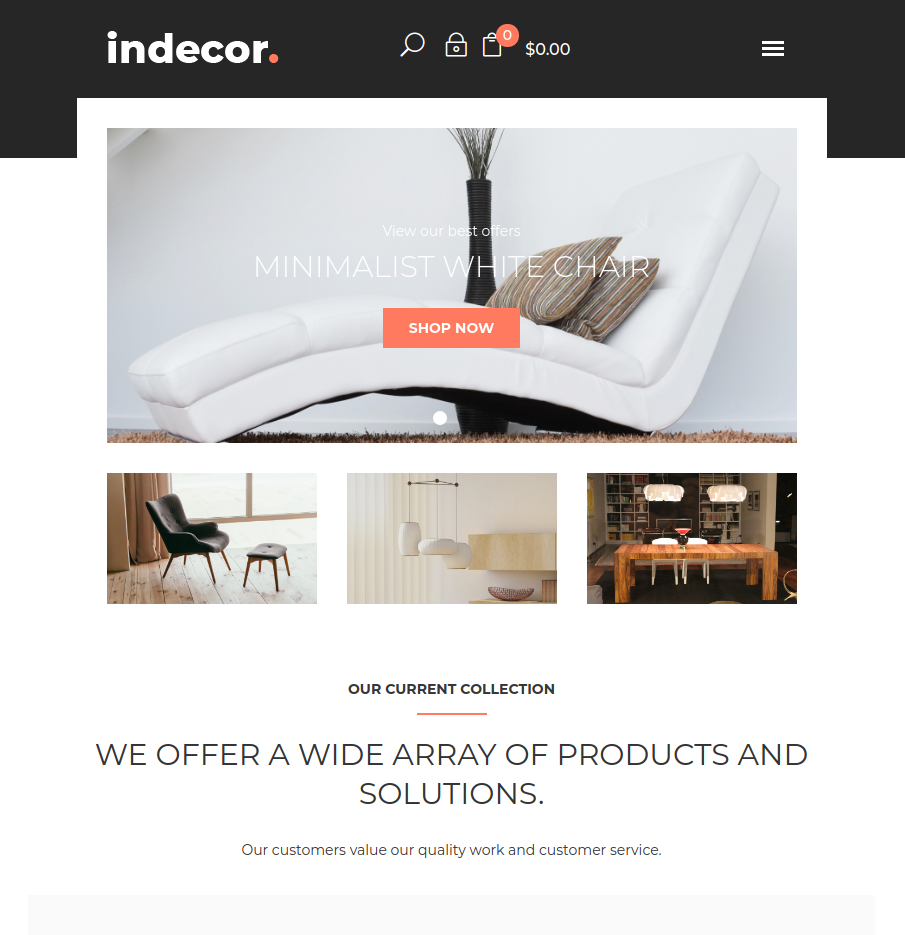 indecor.
0
$0.00
View our best offers
MINIMALIST WHITE CHAIR
SHOP NOW
OUR CURRENT COLLECTION
WE OFFER A WIDE ARRAY OF PRODUCTS AND
SOLUTIONS.
Our customers value our quality work and customer service.